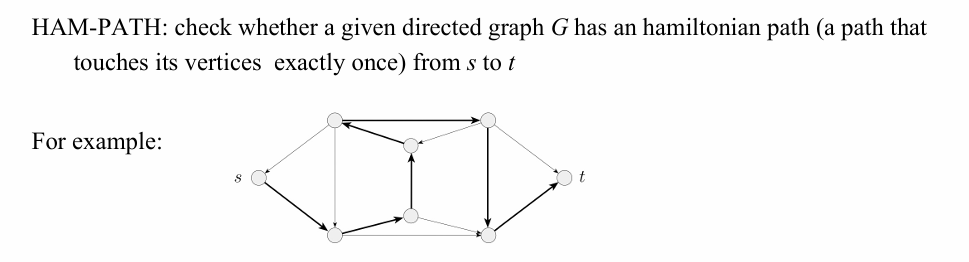 HAM-PATH: check whether a given directed graph G has an hamiltonian path (a path that
touches its vertices exactly once) from s to t
For example:
s
t